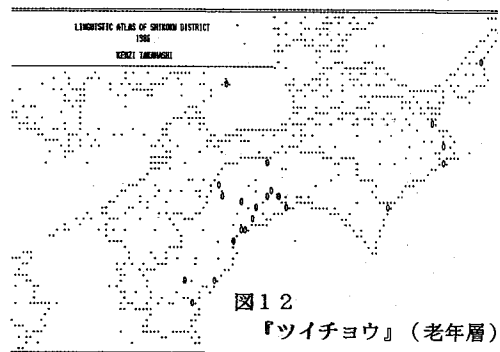 LINGUISTIC ATLAS OF SHIKOKU DISTRICT
1986
KENZI TAKAHASHI
図12
『ツイチョウ』（老年層）